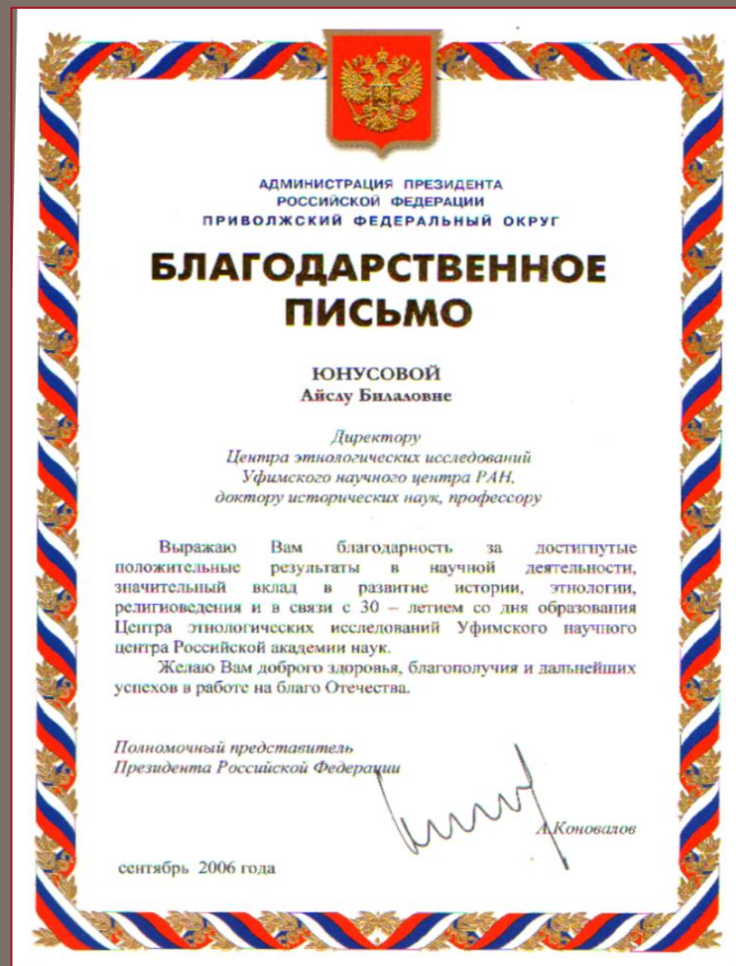 АДМИНИСТРАЦИЯ ПРЕЗИДЕНТА
РОССИЙСКОЙ ФЕДЕРАЦИИ
ПРИВОЛЖСКИЙ ФЕДЕРАЛЬНЫЙ ОКРУГ
БЛАГОДАРСТВЕННОЕ
ПИСЬМО
ЮНУСОВОЙ
Айслу Билаловне
Директору
Центра этнологических исследований
Уфимского научного центра РАН,
доктору исторических наук, профессору
Выражаю Вам благодарность за достигнутые
положительные результаты в научной деятельности,
значительный вклад в развитие истории, этнологии,
религиоведения и в связи с 30 – летием со дня образования
Центра этнологических исследований Уфимского научного
центра Российской академии наук.
Желаю Вам доброго здоровья, благополучия и дальнейших
успехов в работе на благо Отечества.
Полномочный представитель
Президента Российской Федерации
А.Коновалов
сентябрь 2006 года